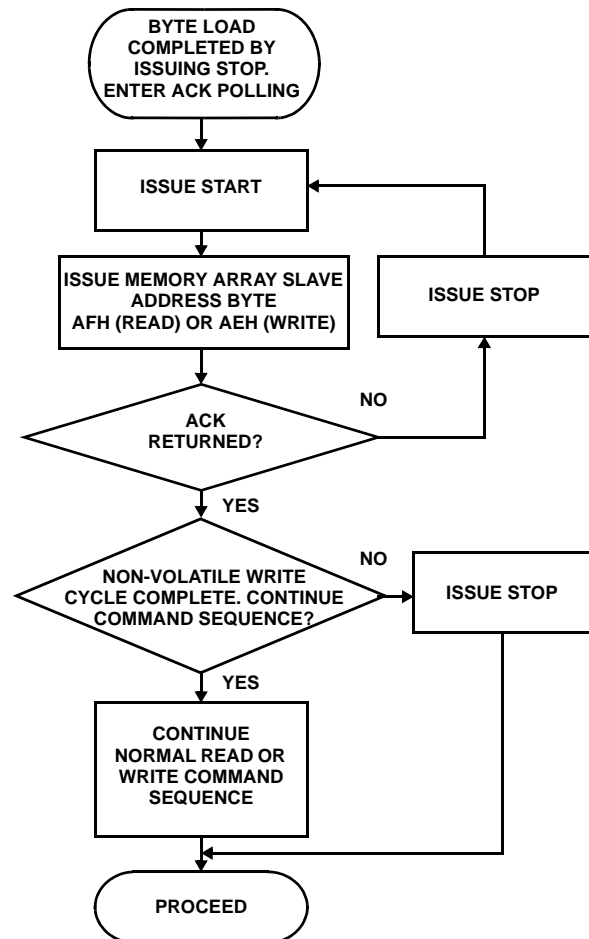 BYTE LOAD
COMPLETED BY
ISSUING STOP.
ENTER ACK POLLING
ISSUE START
ISSUE MEMORY ARRAY SLAVE
ADDRESS BYTE
AFH (READ) OR AEH (WRITE)
ISSUE STOP
ACK
RETURNED?
NO
YES
NON-VOLATILE WRITE
CYCLE COMPLETE. CONTINUE
COMMAND SEQUENCE?
NO
ISSUE STOP
YES
CONTINUE
NORMAL READ OR
WRITE COMMAND
SEQUENCE
PROCEED